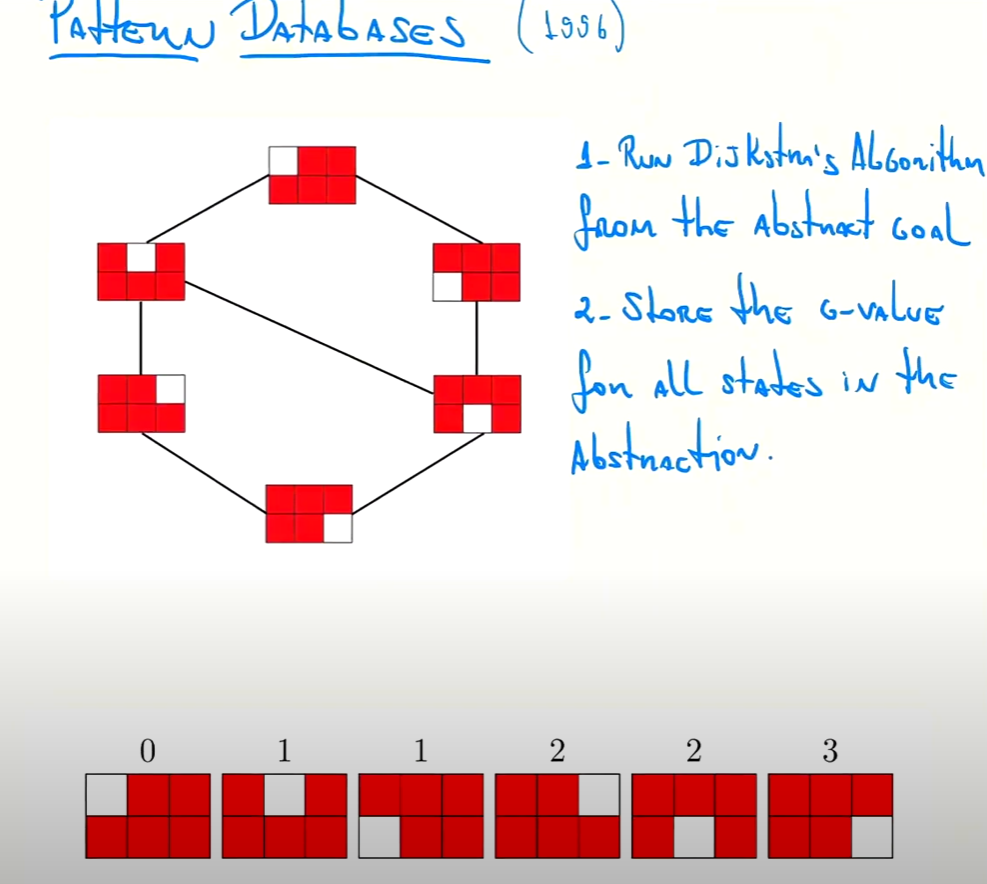 Pattern Databases (1996)
1- Run Dijkstra's Algorithm
from the abstract goal
2- Store the g-value
for all states in the
Abstraction.
0 1 1 2 2 3